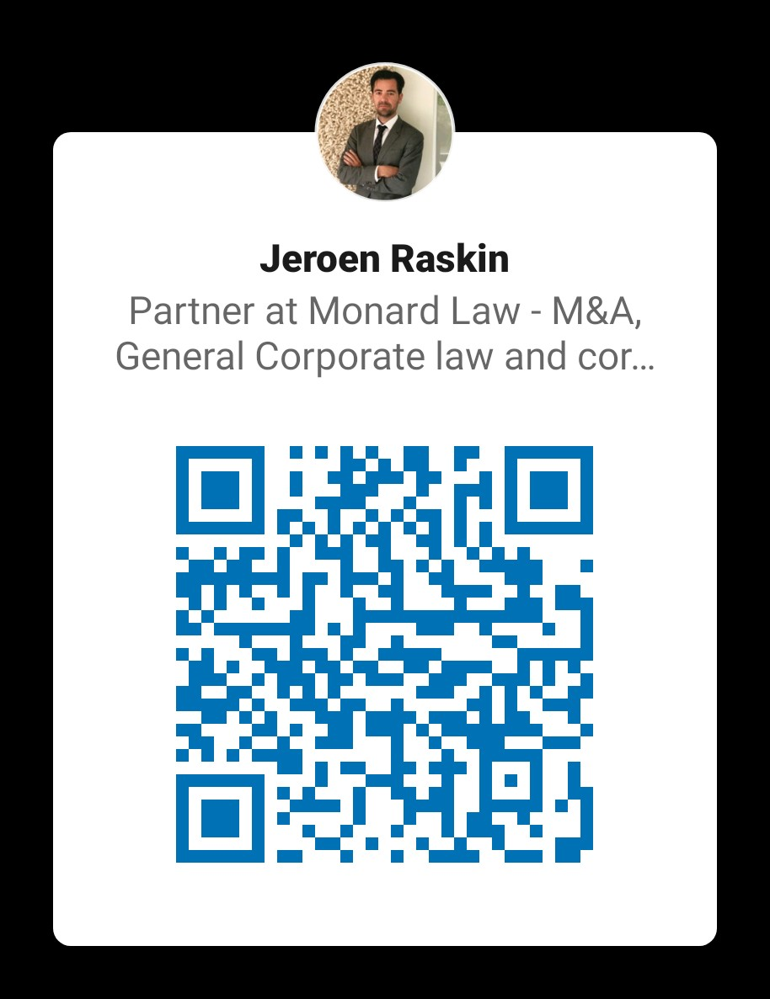 Jeroen Raskin
Partner at Monard Law - M&A,
General Corporate law and cor...